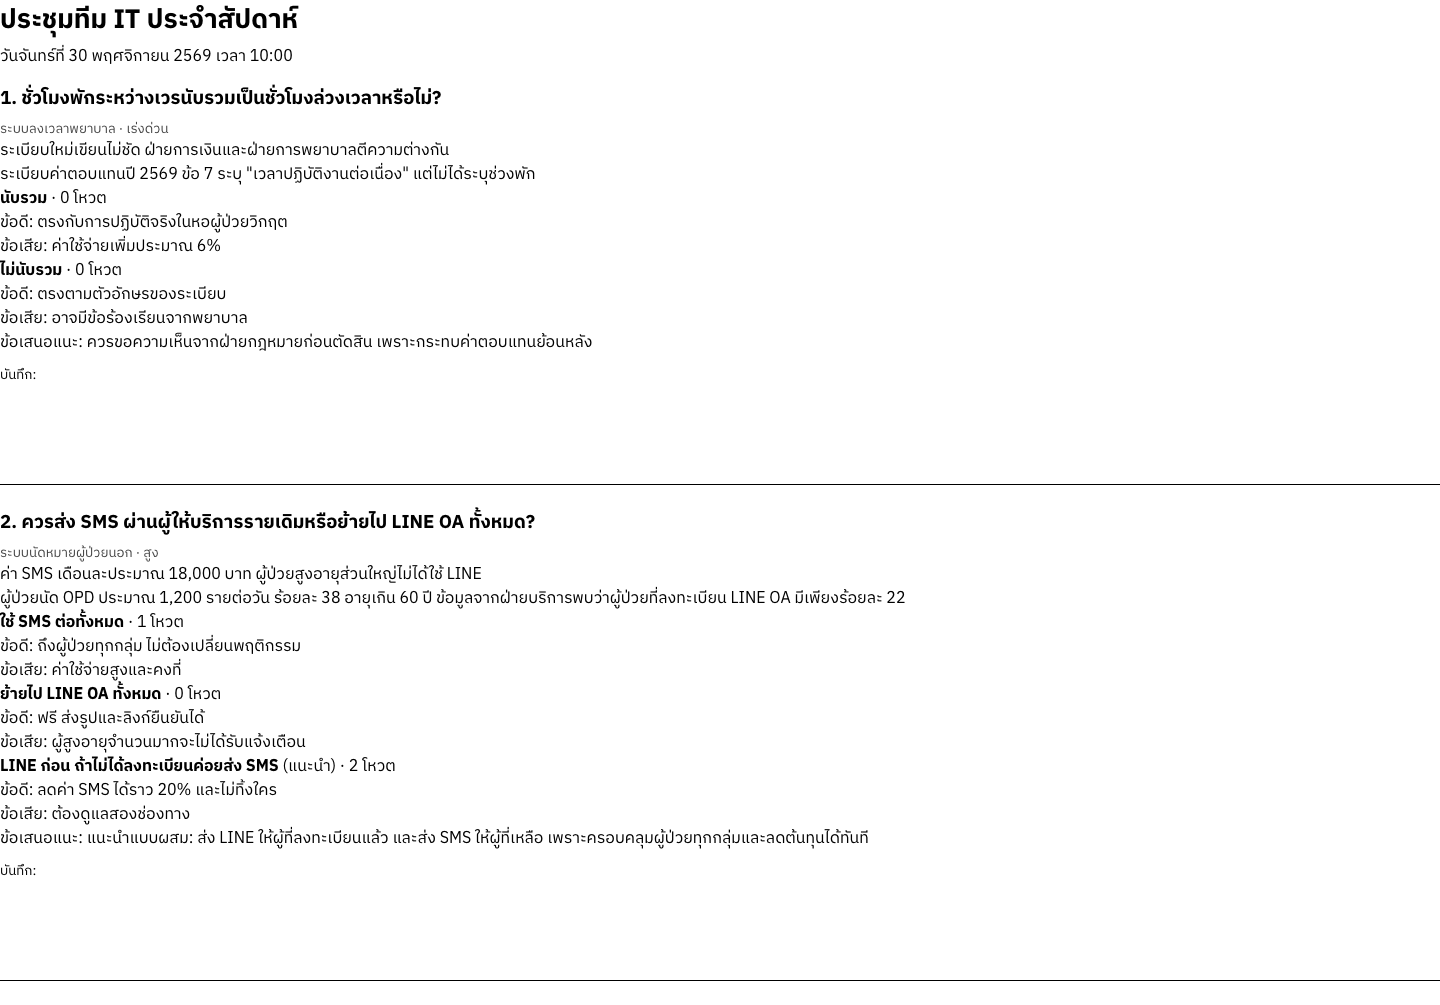 ประชุมทีม IT ประจำสัปดาห์
วันจันทร์ที่ 30 พฤศจิกายน 2569 เวลา 10:00
1. ชั่วโมงพักระหว่างเวรนับรวมเป็นชั่วโมงล่วงเวลาหรือไม่?
ระบบลงเวลาพยาบาล · เร่งด่วน
ระเบียบใหม่เขียนไม่ชัด ฝ่ายการเงินและฝ่ายการพยาบาลตีความต่างกัน
ระเบียบค่าตอบแทนปี 2569 ข้อ 7 ระบุ "เวลาปฏิบัติงานต่อเนื่อง" แต่ไม่ได้ระบุช่วงพัก
นับรวม · 0 โหวต
ข้อดี: ตรงกับการปฏิบัติจริงในหอผู้ป่วยวิกฤต
ข้อเสีย: ค่าใช้จ่ายเพิ่มประมาณ 6%
ไม่นับรวม · 0 โหวต
ข้อดี: ตรงตามตัวอักษรของระเบียบ
ข้อเสีย: อาจมีข้อร้องเรียนจากพยาบาล
ข้อเสนอแนะ: ควรขอความเห็นจากฝ่ายกฎหมายก่อนตัดสิน เพราะกระทบค่าตอบแทนย้อนหลัง
บันทึก:
2. ควรส่ง SMS ผ่านผู้ให้บริการรายเดิมหรือย้ายไป LINE OA ทั้งหมด?
ระบบนัดหมายผู้ป่วยนอก · สูง
ค่า SMS เดือนละประมาณ 18,000 บาท ผู้ป่วยสูงอายุส่วนใหญ่ไม่ได้ใช้ LINE
ผู้ป่วยนัด OPD ประมาณ 1,200 รายต่อวัน ร้อยละ 38 อายุเกิน 60 ปี ข้อมูลจากฝ่ายบริการพบว่าผู้ป่วยที่ลงทะเบียน LINE OA มีเพียงร้อยละ 22
ใช้ SMS ต่อทั้งหมด · 1 โหวต
ข้อดี: ถึงผู้ป่วยทุกกลุ่ม ไม่ต้องเปลี่ยนพฤติกรรม
ข้อเสีย: ค่าใช้จ่ายสูงและคงที่
ย้ายไป LINE OA ทั้งหมด · 0 โหวต
ข้อดี: ฟรี ส่งรูปและลิงก์ยืนยันได้
ข้อเสีย: ผู้สูงอายุจำนวนมากจะไม่ได้รับแจ้งเตือน
LINE ก่อน ถ้าไม่ได้ลงทะเบียนค่อยส่ง SMS (แนะนำ) · 2 โหวต
ข้อดี: ลดค่า SMS ได้ราว 20% และไม่ทิ้งใคร
ข้อเสีย: ต้องดูแลสองช่องทาง
ข้อเสนอแนะ: แนะนำแบบผสม: ส่ง LINE ให้ผู้ที่ลงทะเบียนแล้ว และส่ง SMS ให้ผู้ที่เหลือ เพราะครอบคลุมผู้ป่วยทุกกลุ่มและลดต้นทุนได้ทันที
บันทึก: